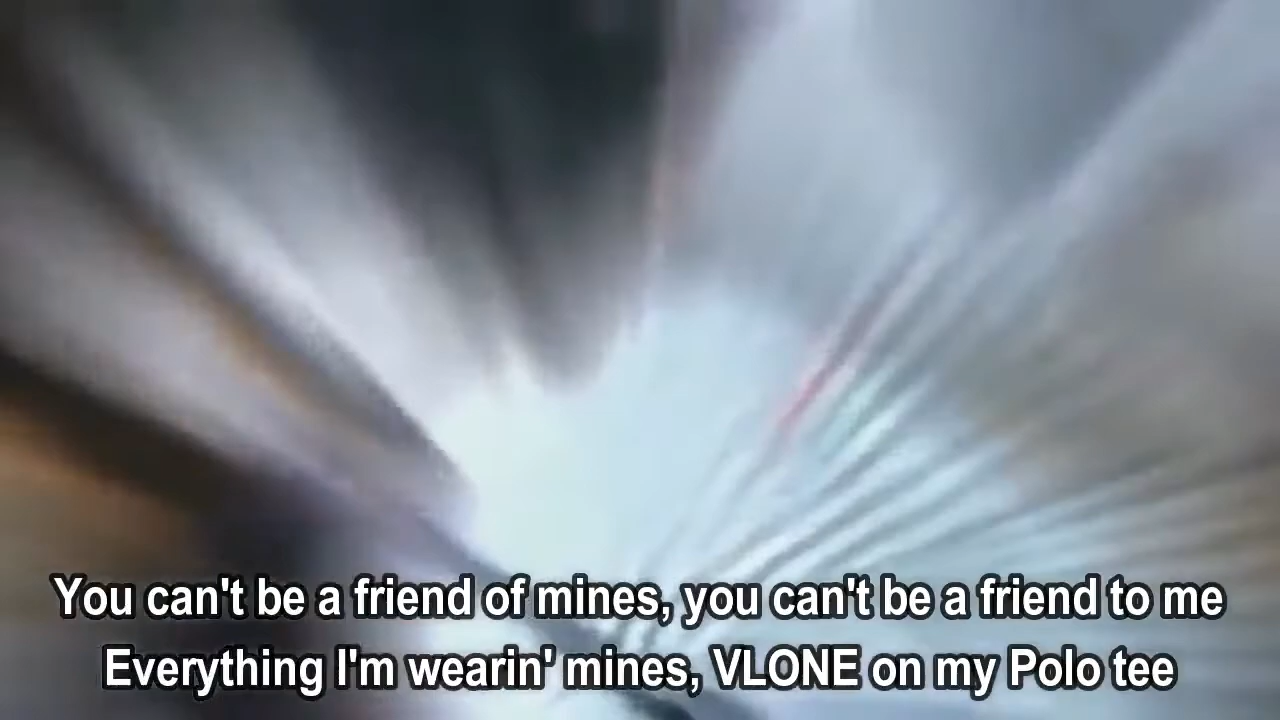 You can't be a friend of mines, you can't be a friend to me
Everything I'm wearin' mines, VLONE on my Polo tee